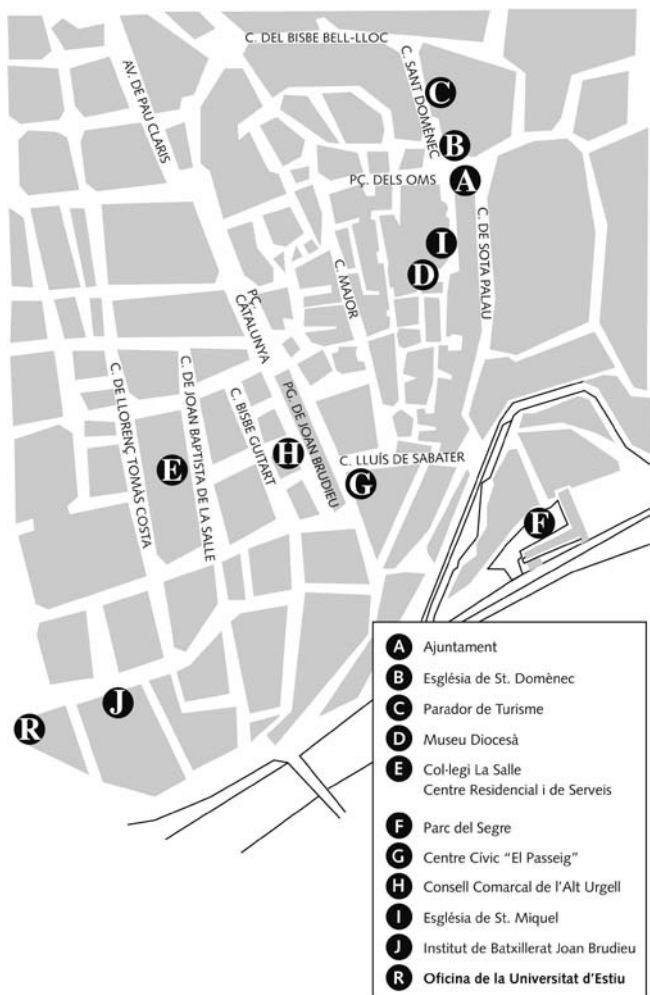 C. DEL BISBE BELL-LLOC
C. SANT DOMÈNEC
AV. DE PAU CLARIS
C
B
PÇ. DELS OMS
A
I
D
C. DE SOTA PALAU
C. MAJOR
PÇ.
CATALUNYA
C. DE LLORENÇ TOMÀS COSTA
C. DE JOAN BAPTISTA DE LA SALLE
C. BISBE GUITART
PG. DE JOAN BRUDIEU
E
H
C. LLUÍS DE SABATER
G
F
J
R
A Ajuntament
B Església de St. Domènec
C Parador de Turisme
D Museu Diocesà
E Col·legi La Salle
Centre Residencial i de Serveis
F Parc del Segre
G Centre Cívic “El Passeig”
H Consell Comarcal de l’Alt Urgell
I Església de St. Miquel
J Institut de Batxillerat Joan Brudieu
R Oficina de la Universitat d’Estiu